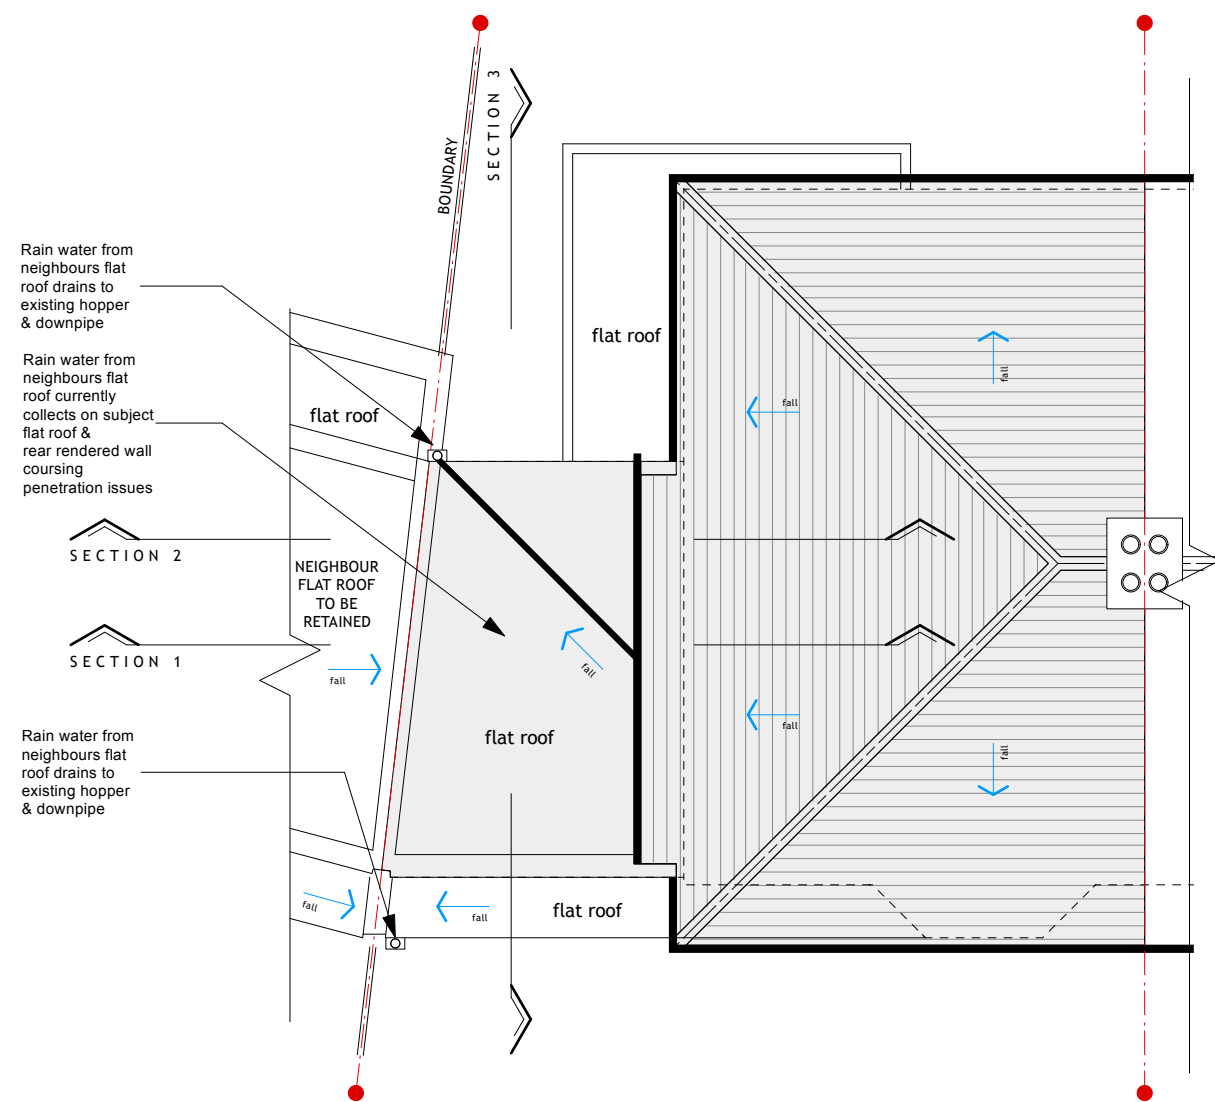 SECTION 3
BOUNDARY
Rain water from
neighbours flat
roof drains to
existing hopper
& downpipe
Rain water from
neighbours flat
roof currently
collects on subject
flat roof &
rear rendered wall
coursing
penetration issues
flat roof
flat roof
fall
fall
SECTION 2
NEIGHBOUR
FLAT ROOF
TO BE
RETAINED
SECTION 1
fall
fall
flat roof
fall
fall
Rain water from
neighbours flat
roof drains to
existing hopper
& downpipe
fall
fall
flat roof